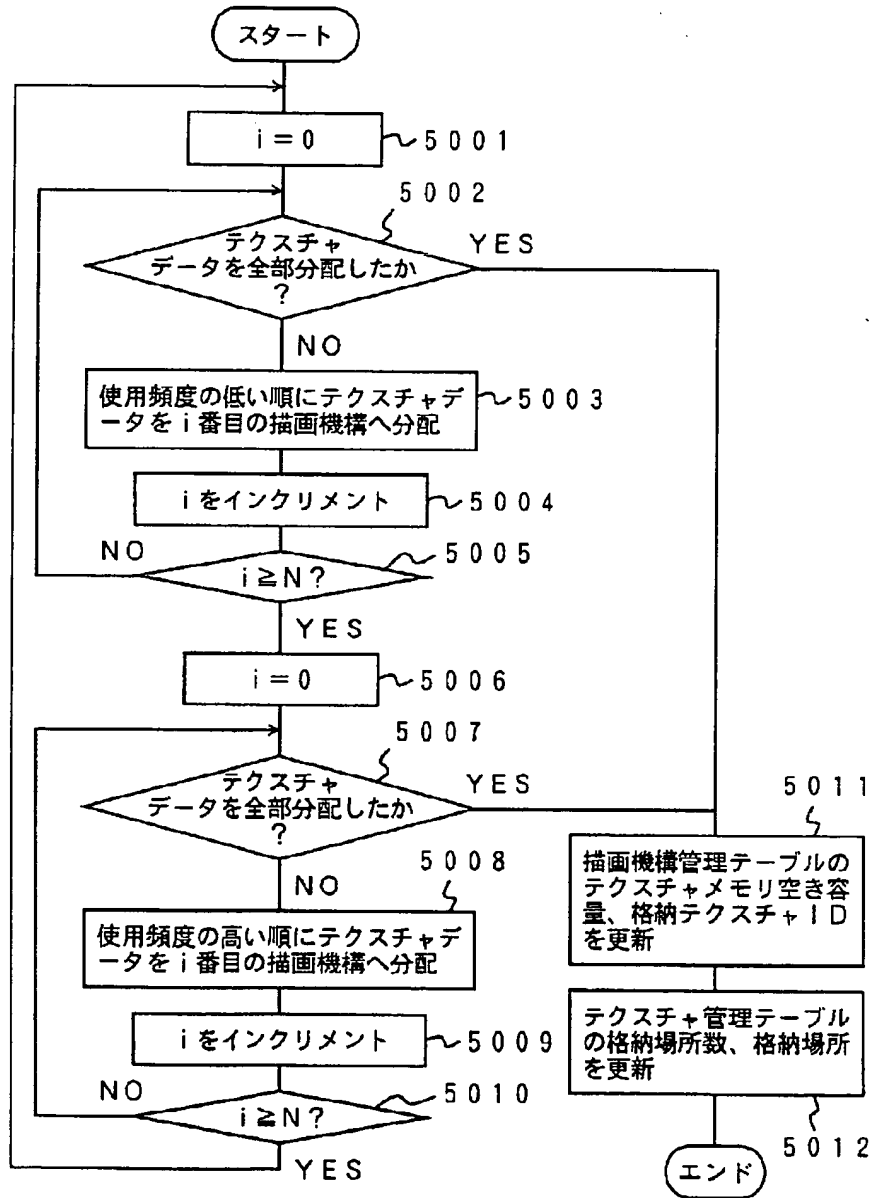 スタート
i=0
5001
5002
テクスチャ
データを全部分配したか
?
YES
NO
使用頻度の低い順にテクスチャデ
ータをi番目の描画機構へ分配
5003
iをインクリメント
5004
NO
5005
i≧N?
YES
i=0
5006
5007
テクスチャ
データを全部分配したか
?
YES
NO
5008
使用頻度の高い順にテクスチャデ
ータをi番目の描画機構へ分配
iをインクリメント
5009
NO
i≧N?
5010
YES
5011
描画機構管理テーブルの
テクスチャメモリ空き容
量、格納テクスチャID
を更新
テクスチャ管理テーブル
の格納場所数、格納場所
を更新
5012
エンド